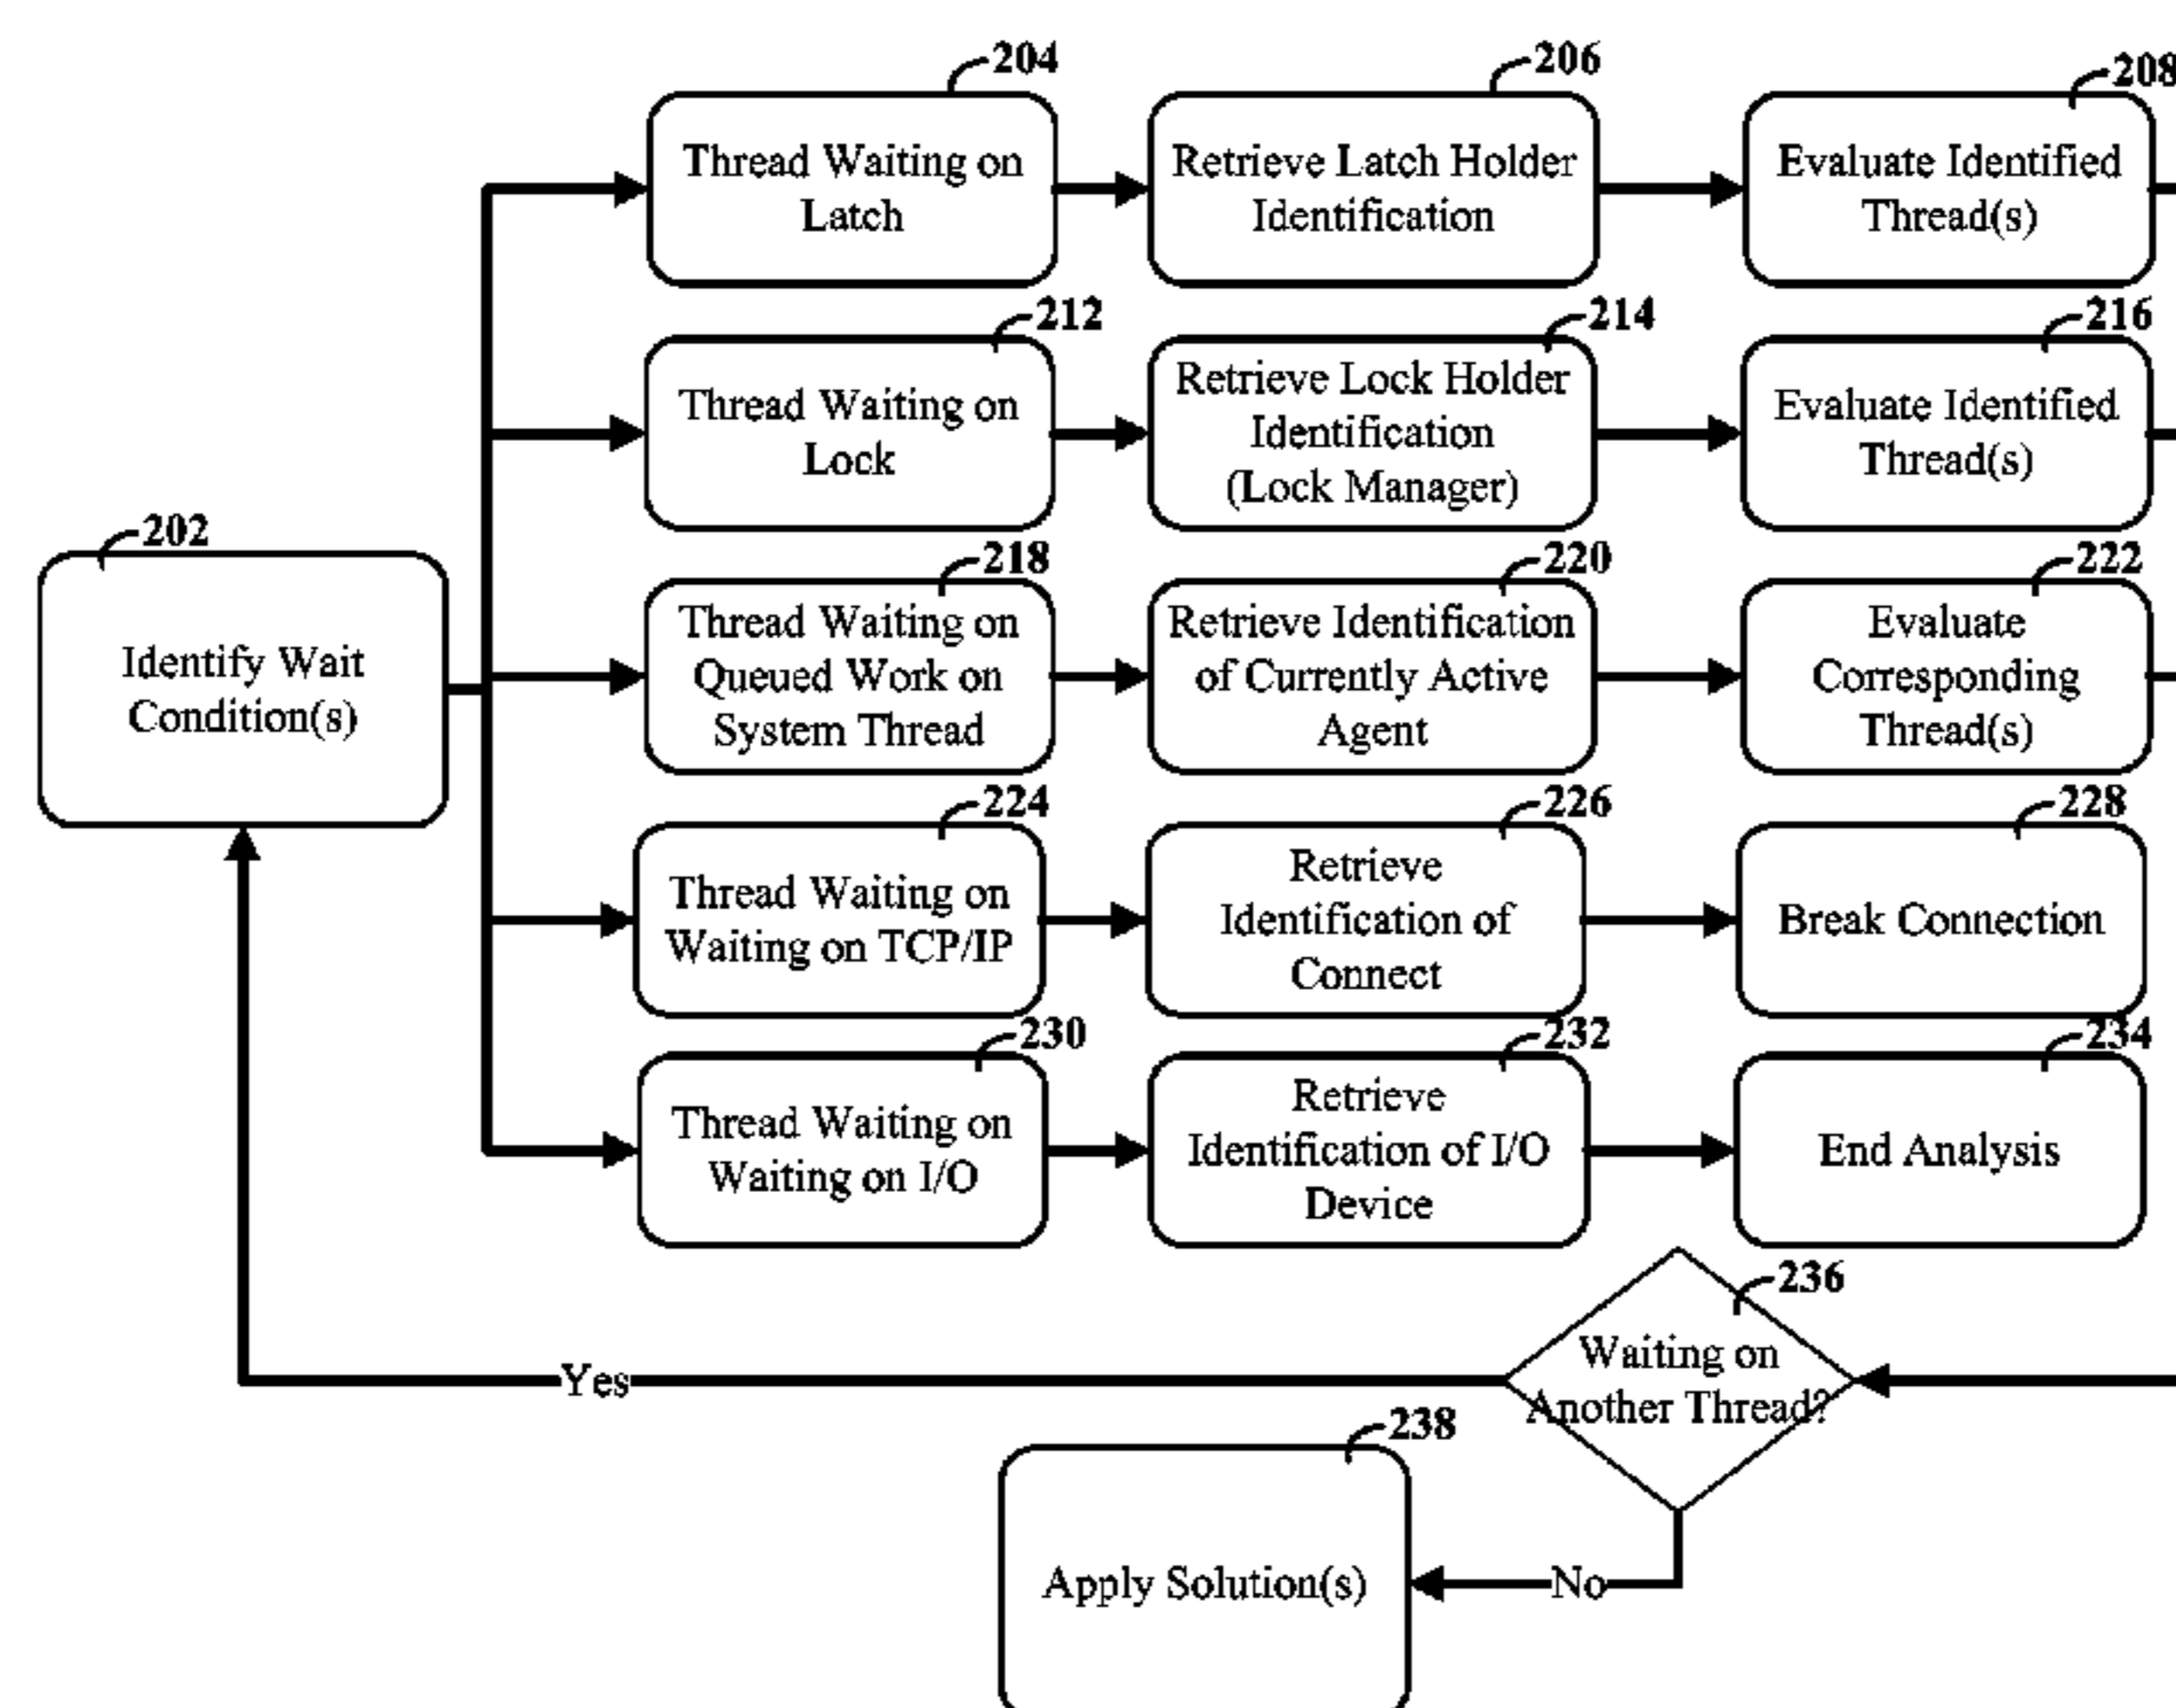 204
206
208
Thread Waiting on
Latch
Retrieve Latch Holder
Identification
Evaluate Identified
Thread(s)
212
214
216
Thread Waiting on
Lock
Retrieve Lock Holder
Identification
(Lock Manager)
Evaluate Identified
Thread(s)
202
Identify Wait
Condition(s)
218
220
222
Thread Waiting on
Queued Work on
System Thread
Retrieve Identification
of Currently Active
Agent
Evaluate
Corresponding
Thread(s)
224
226
228
Thread Waiting on
Waiting on TCP/IP
Retrieve
Identification of
Connect
Break Connection
230
232
234
Thread Waiting on
Waiting on I/O
Retrieve
Identification of I/O
Device
End Analysis
236
Waiting on
Another Thread?
Yes
238
No
Apply Solution(s)